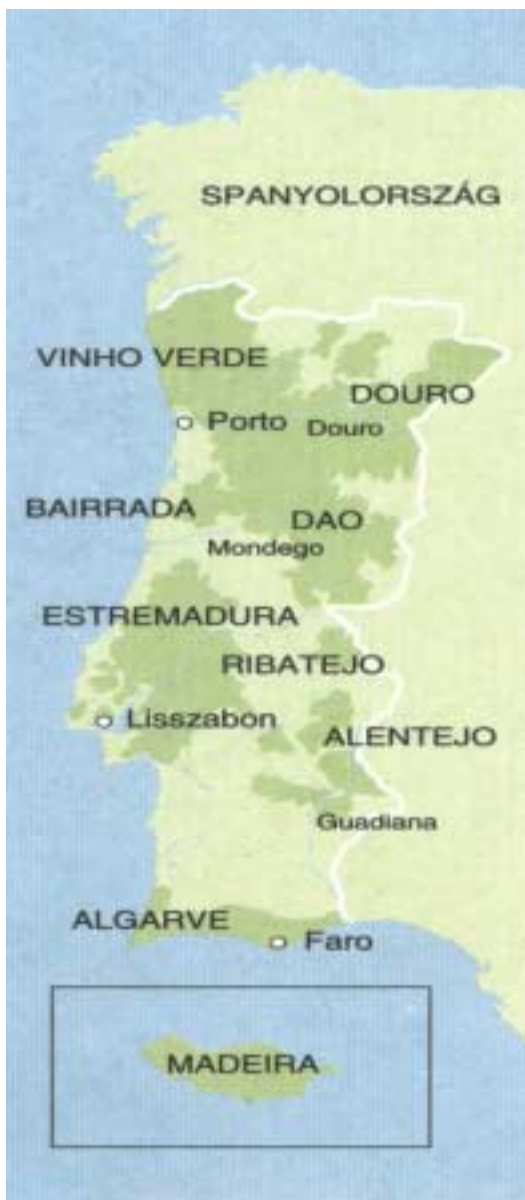 SPANYOLORSZÁG
VINHO VERDE
DOURO
Porto
Douro
BAIRRADA
DAO
Mondego
ESTREMADURA
RIBATEJO
Lisszabon
ALENTEJO
Guadiana
ALGARVE
Faro
MADEIRA